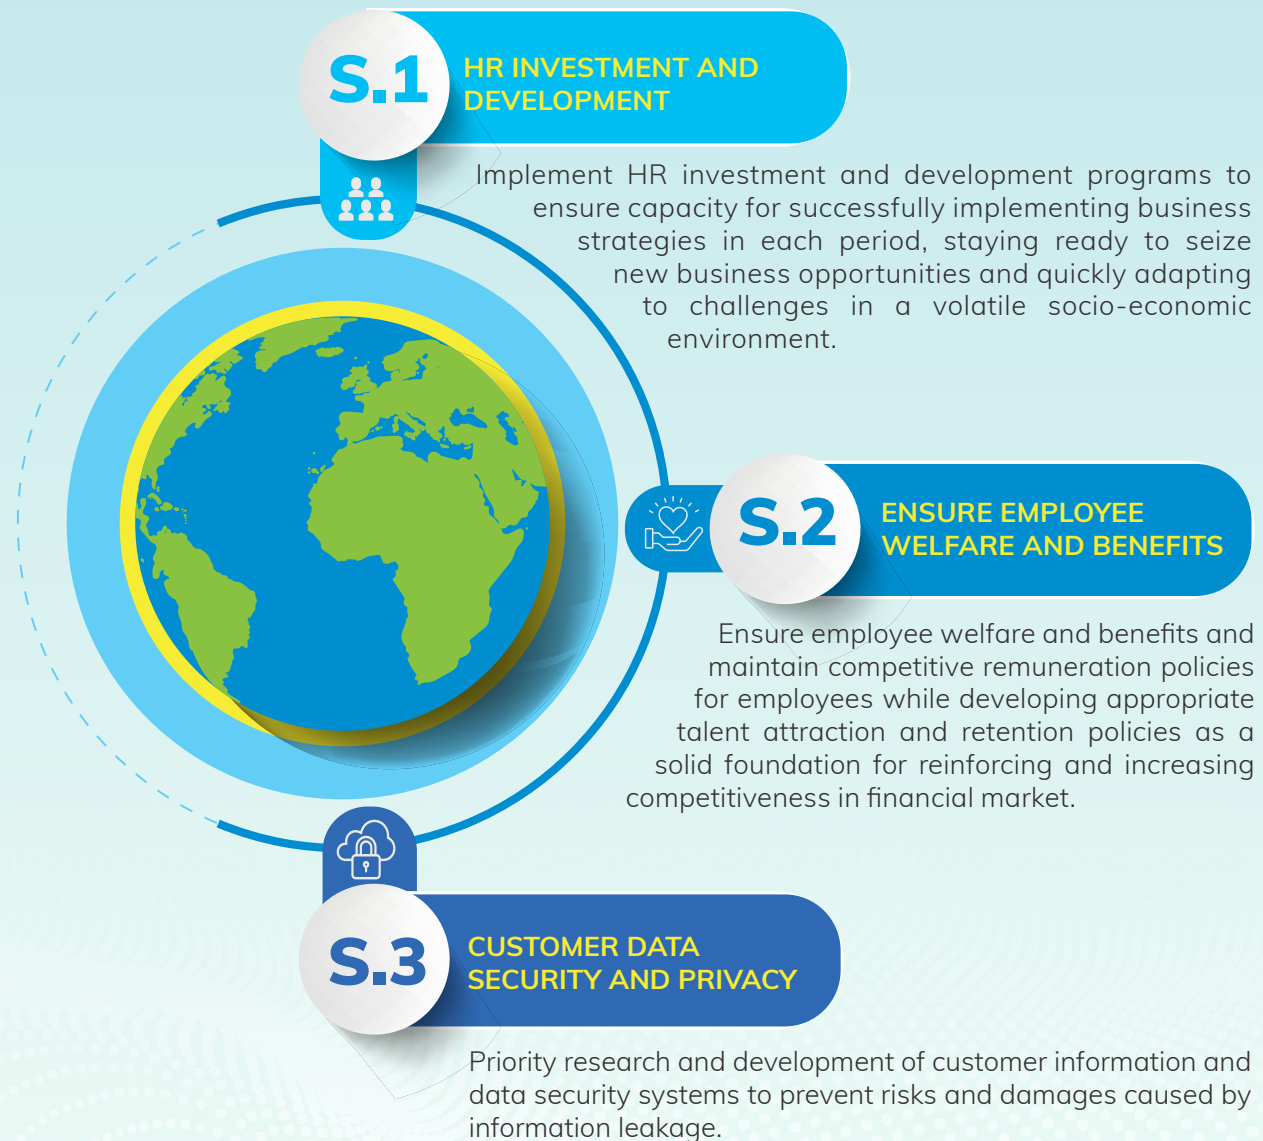 S.1
HR INVESTMENT AND
DEVELOPMENT
Implement HR investment and development programs to
ensure capacity for successfully implementing business
strategies in each period, staying ready to seize
new business opportunities and quickly adapting
to challenges in a volatile socio-economic
environment.
S.2
ENSURE EMPLOYEE
WELFARE AND BENEFITS
Ensure employee welfare and benefits and
maintain competitive remuneration policies
for employees while developing appropriate
talent attraction and retention policies as a
solid foundation for reinforcing and increasing
competitiveness in financial market.
S.3
CUSTOMER DATA
SECURITY AND PRIVACY
Priority research and development of customer information and
data security systems to prevent risks and damages caused by
information leakage.